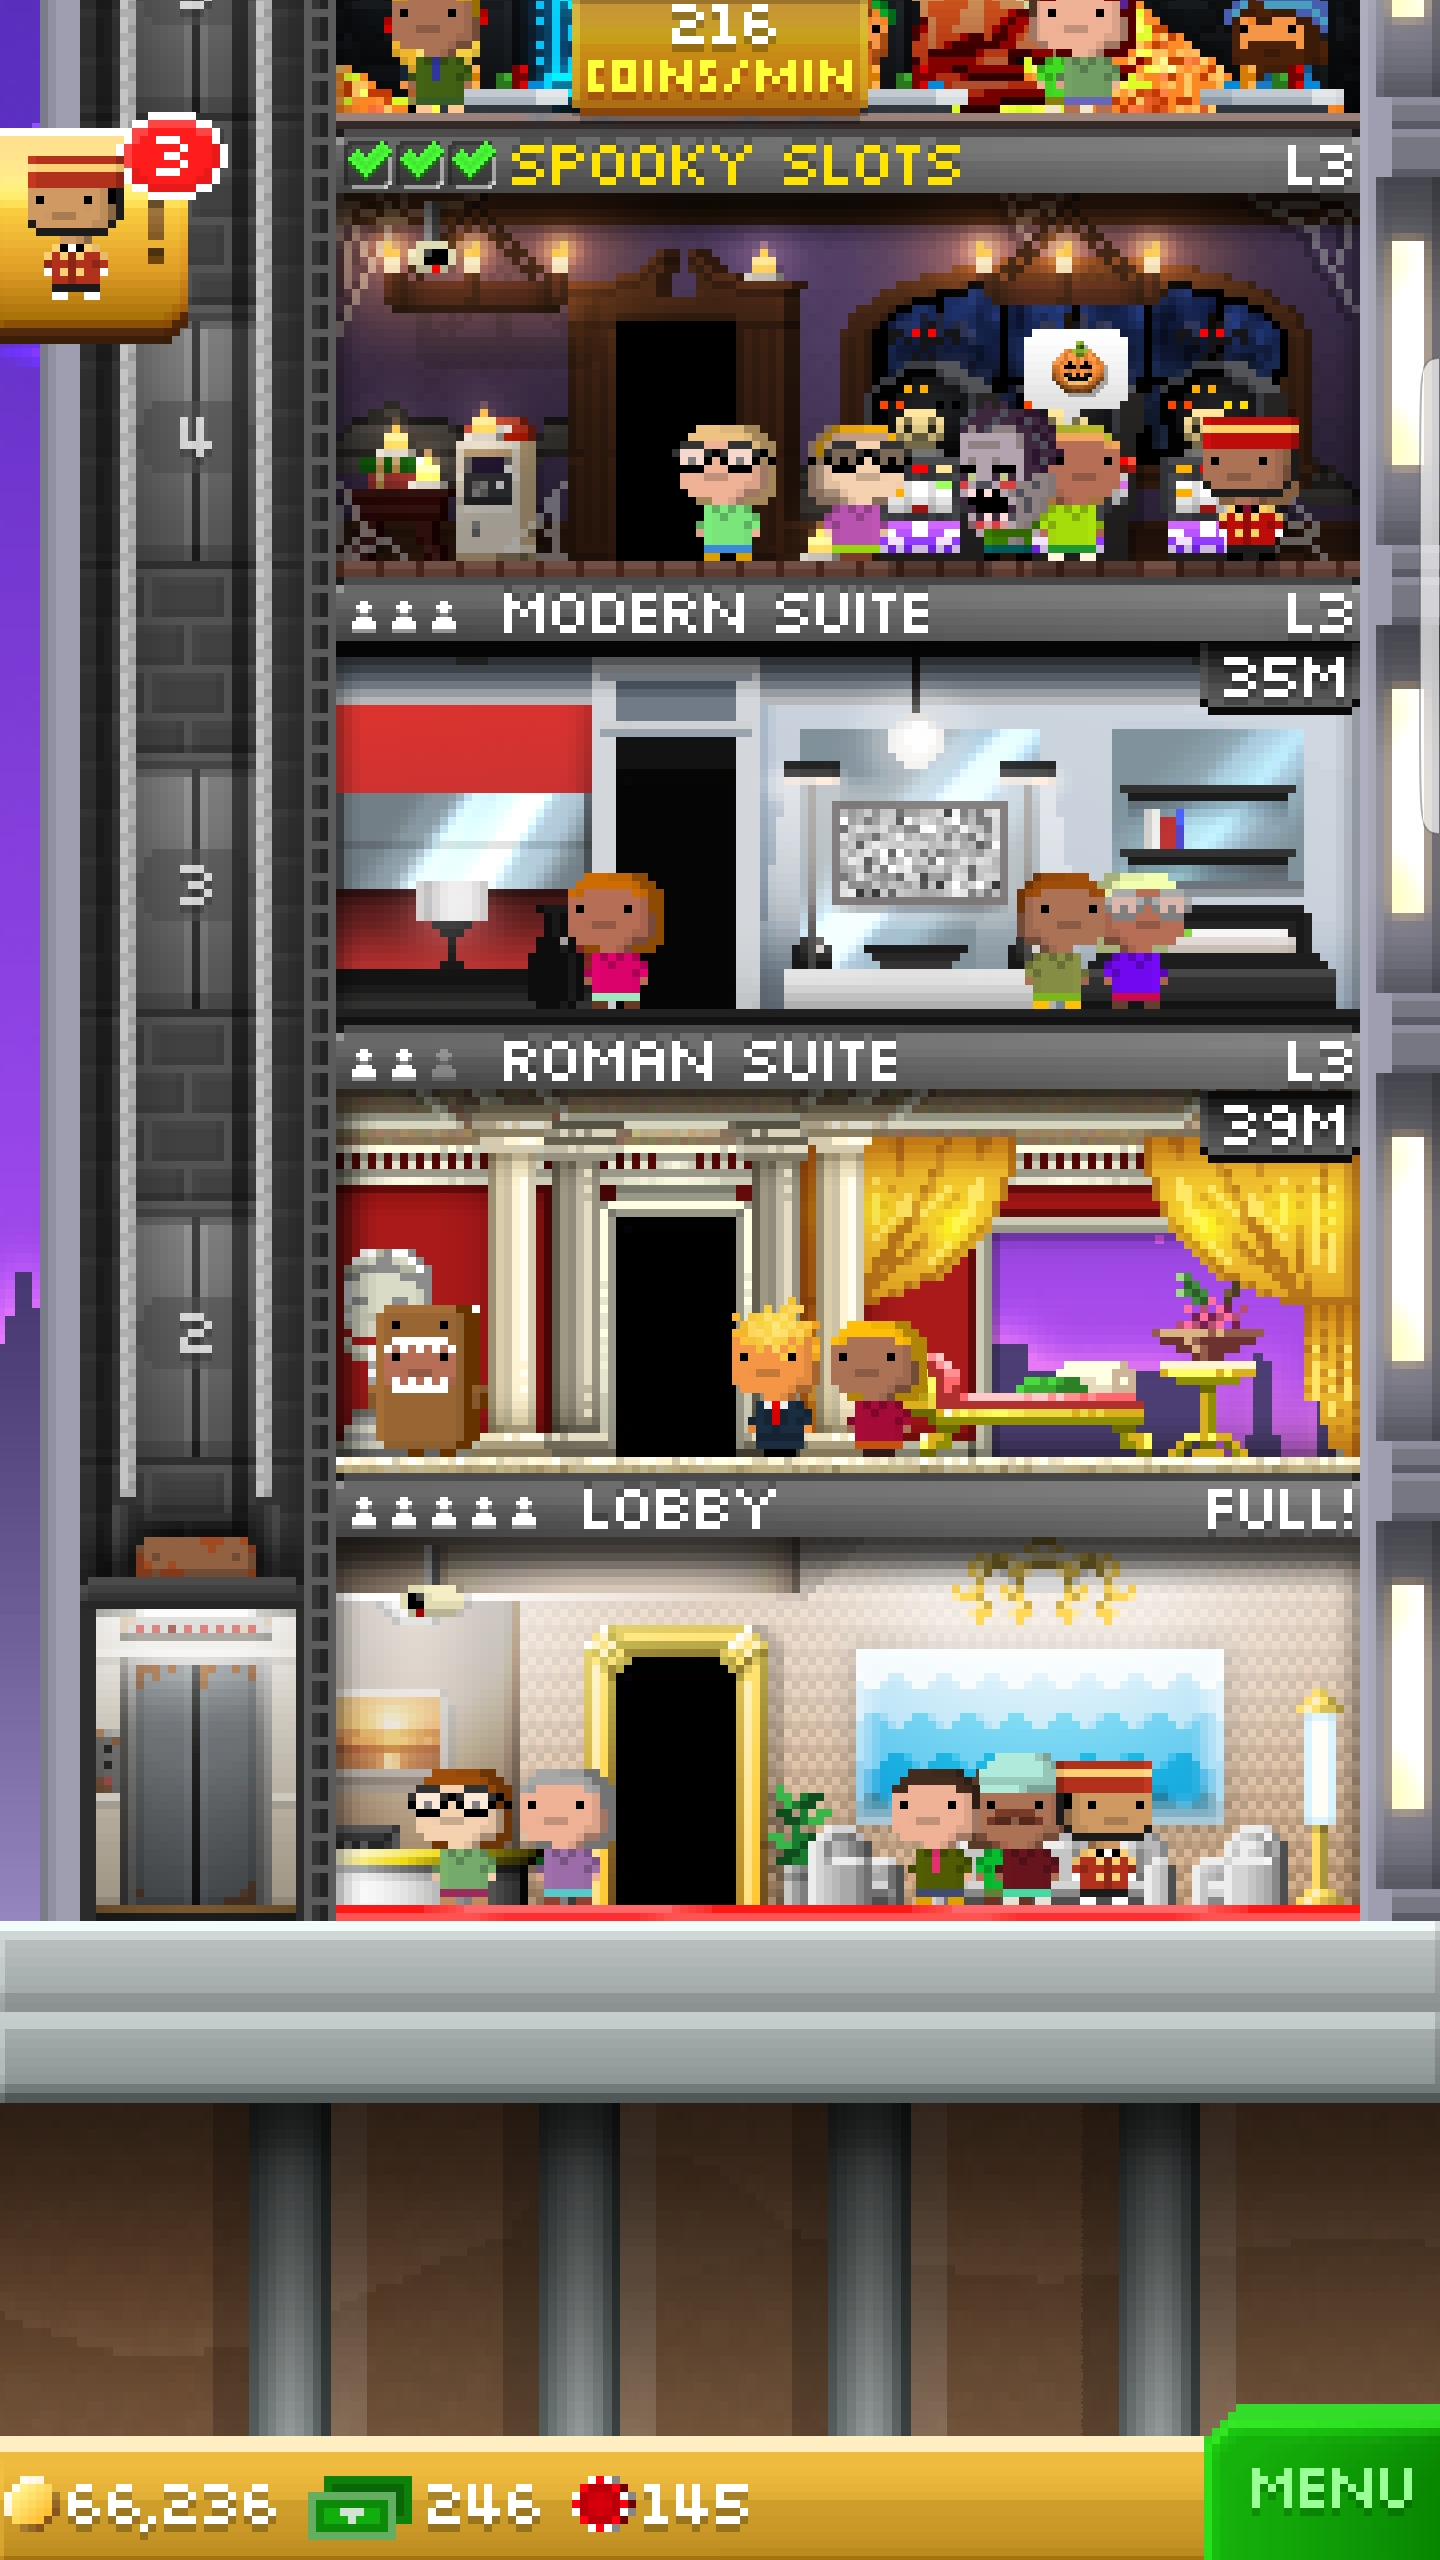 216
COINS/MIN
3
!
SPOOKY SLOTS L3
4
MODERN SUITE L3
35M
3
ROMAN SUITE L3
39M
2
LOBBY FULL!
66,236 246 145
MENU